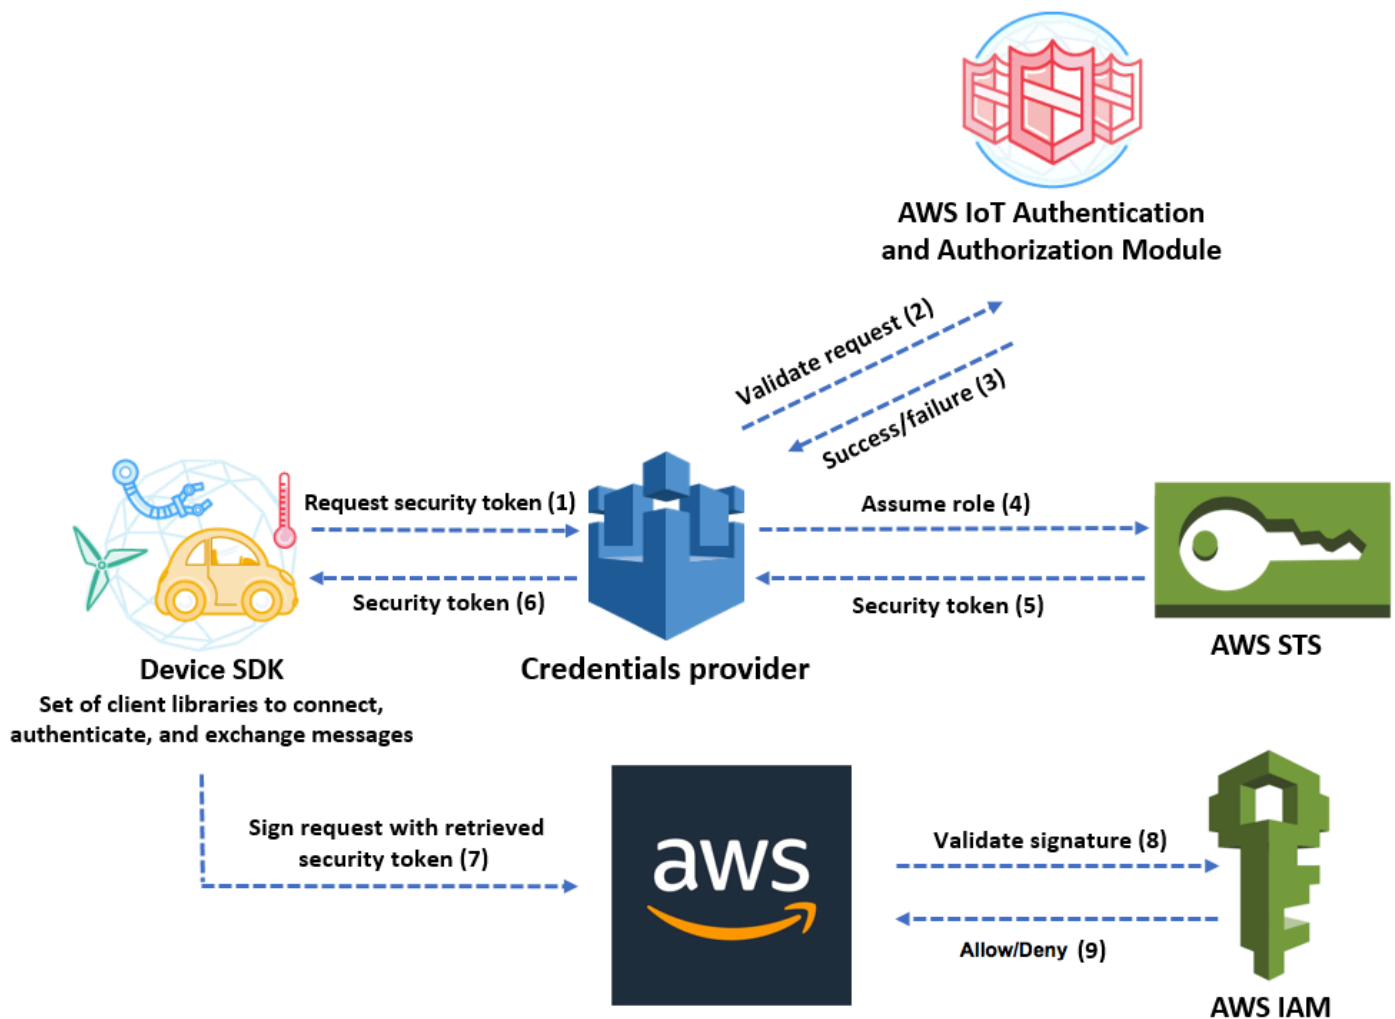 AWS IoT Authentication
and Authorization Module
Validate request (2)
Success/failure (3)
Request security token (1)
Assume role (4)
Security token (6)
Security token (5)
AWS STS
Device SDK
Credentials provider
Set of client libraries to connect,
authenticate, and exchange messages
Sign request with retrieved
security token (7)
aws
Validate signature (8)
Allow/Deny (9)
AWS IAM